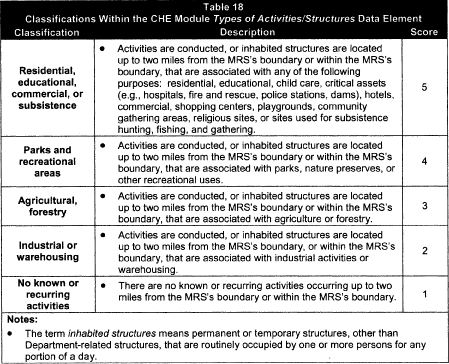 Table 18
Classifications Within the CHE Module Types of Activities/Structures Data Element
Classification Description Score
Residential,
educational,
commercial, or
subsistence
• Activities are conducted, or inhabited structures are located
up to two miles from the MRS's boundary or within the MRS's
boundary, that are associated with any of the following
purposes: residential, educational, child care, critical assets
(e.g., hospitals, fire and rescue, police stations, dams), hotels,
commercial, shopping centers, playgrounds, community
gathering areas, religious sites, or sites used for subsistence
hunting, fishing, and gathering.
5
Parks and
recreational
areas
• Activities are conducted, or inhabited structures are located
up to two miles from the MRS's boundary or within the MRS's
boundary, that are associated with parks, nature preserves, or
other recreational uses.
4
Agricultural,
forestry
• Activities are conducted, or inhabited structures are located
up to two miles from the MRS's boundary or within the MRS's
boundary, that are associated with agriculture or forestry.
3
Industrial or
warehousing
• Activities are conducted, or inhabited structures are located
up to two miles from the MRS's boundary, or within the MRS's
boundary, that are associated with industrial activities or
warehousing.
2
No known or
recurring
activities
• There are no known or recurring activities occurring up to two
miles from the MRS's boundary or within the MRS's boundary.
1
Notes:
• The term inhabited structures means permanent or temporary structures, other than
Department-related structures, that are routinely occupied by one or more persons for any
portion of a day.